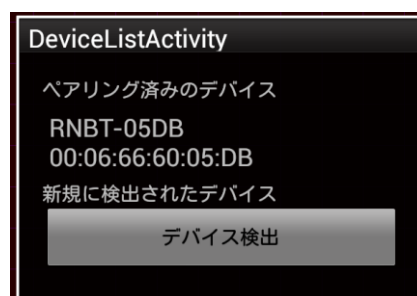 DeviceListActivity
ペアリング済みのデバイス
RNBT-05DB
00:06:66:60:05:DB
新規に検出されたデバイス
デバイス検出